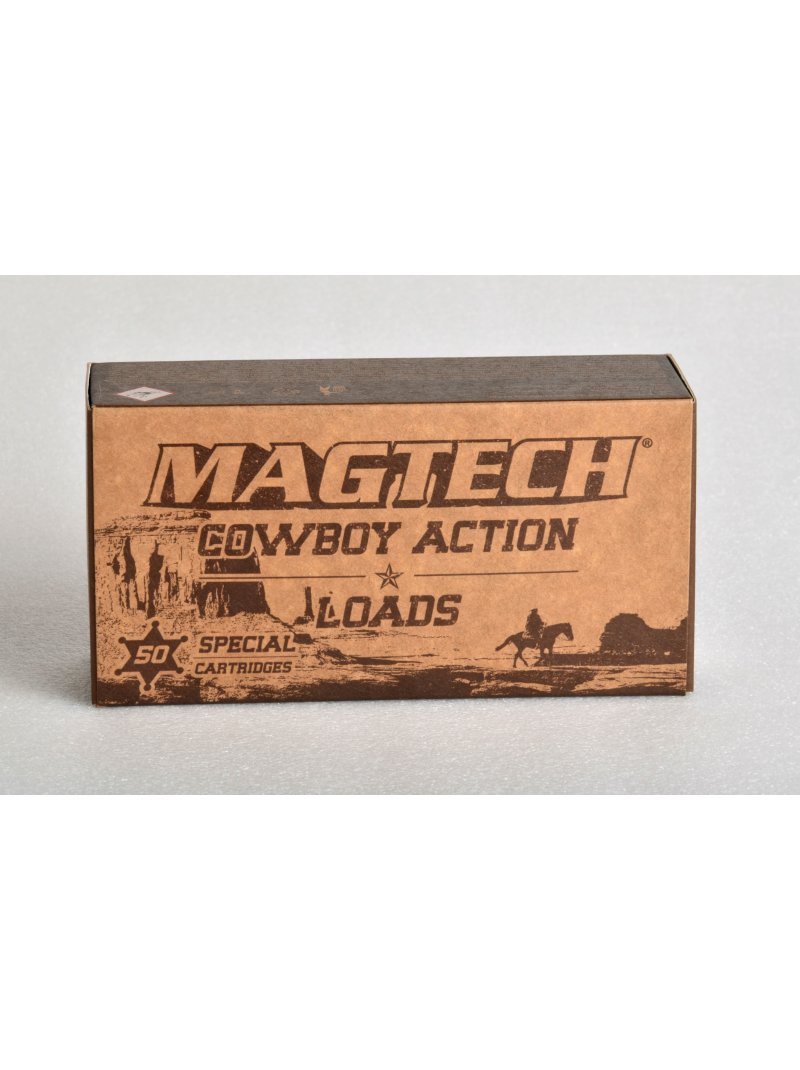 MAGTECH®
COWBOY ACTION
LOADS
50
SPECIAL
CARTRIDGES